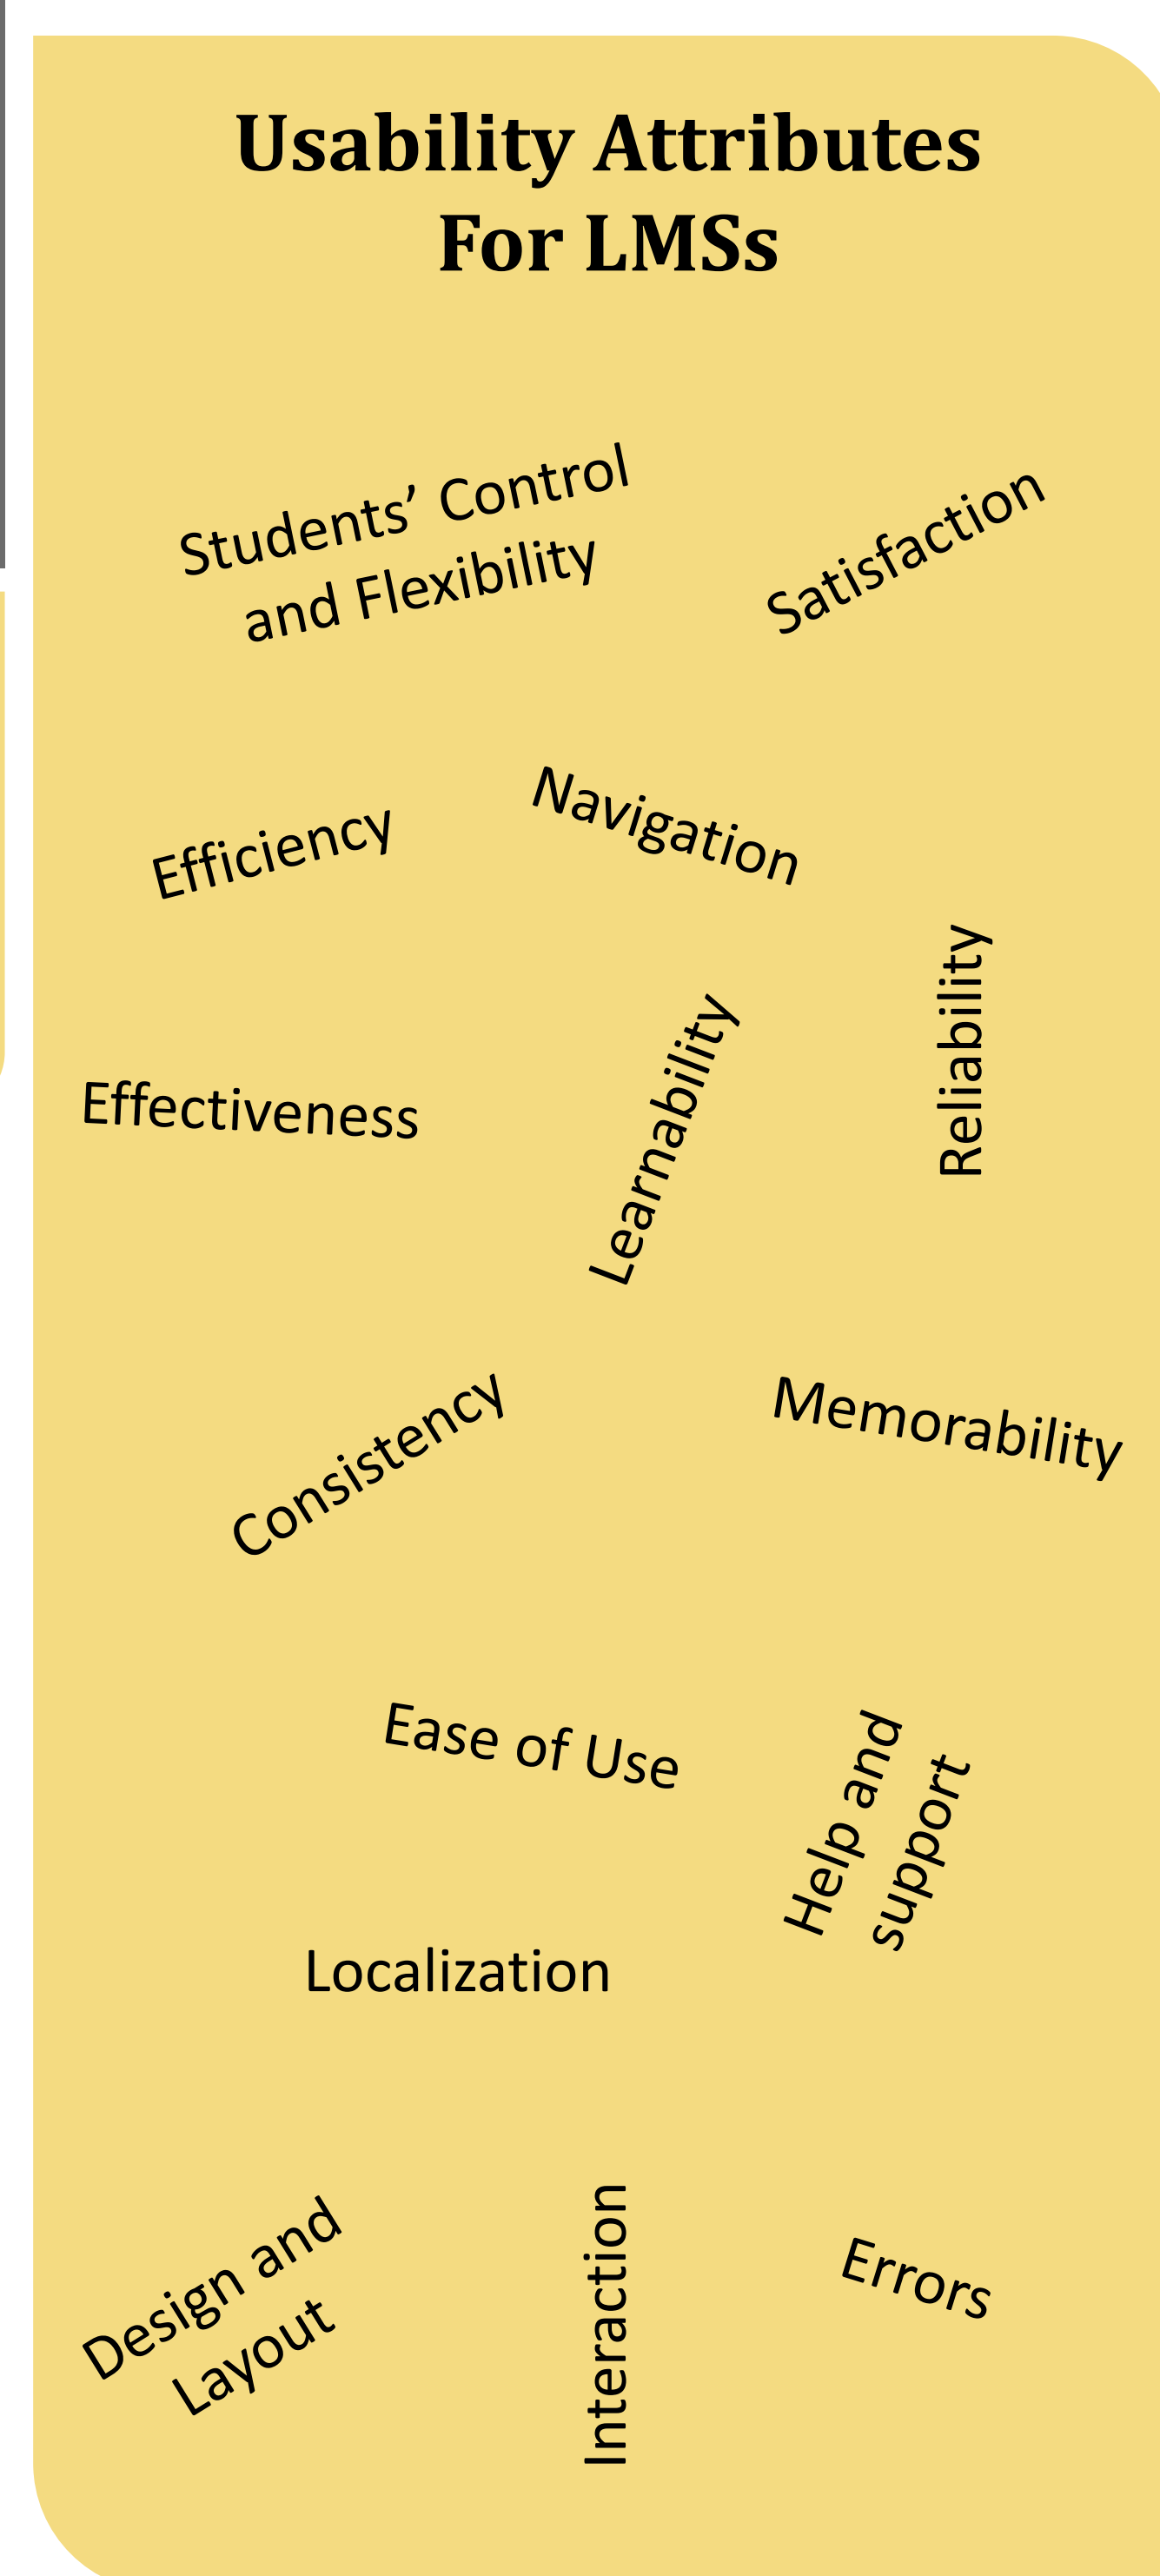 Usability Attributes
For LMSs
Students’ Control
and Flexibility
Satisfaction
Efficiency
Navigation
Reliability
Effectiveness
Learnability
Consistency
Memorability
Ease of Use
Help and
support
Localization
Design and
Layout
Interaction
Errors